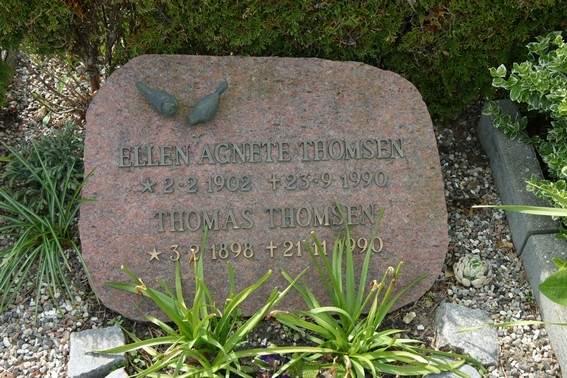 ELLEN AGNETE THOMSEN
★ 2-2 1902 +23-9 1990
THOMAS THOMSEN
★ 3-2 1898 +21-11 1990